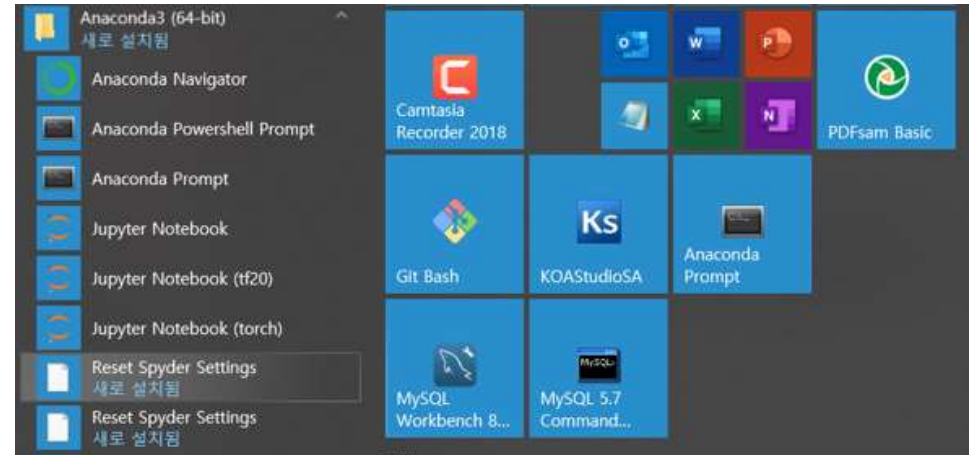 Anaconda3 (64-bit)
새로 설치됨
Anaconda Navigator
Anaconda Powershell Prompt
Anaconda Prompt
Jupyter Notebook
Jupyter Notebook (tf20)
Jupyter Notebook (torch)
Reset Spyder Settings
새로 설치됨
Reset Spyder Settings
새로 설치됨
Camtasia
Recorder 2018
PDFsam Basic
Git Bash
Ks
KOAStudioSA
Anaconda
Prompt
MySQL
Workbench 8...
MySQL
MySQL 5.7
Command...